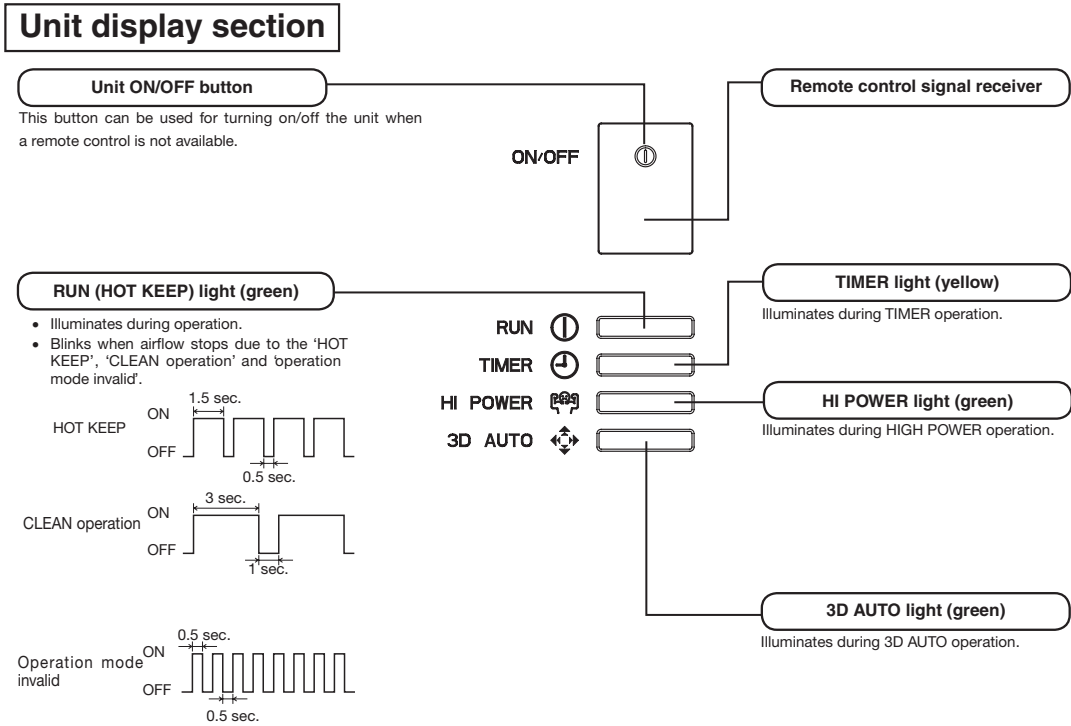 Unit display section
Unit ON/OFF button
This button can be used for turning on/off the unit when
a remote control is not available.
Remote control signal receiver
ON/OFF
RUN (HOT KEEP) light (green)
• Illuminates during operation.
• Blinks when airflow stops due to the ‘HOT
KEEP’, ‘CLEAN operation’ and ‘operation
mode invalid’.
TIMER light (yellow)
Illuminates during TIMER operation.
RUN
TIMER
HI POWER
3D AUTO
HI POWER light (green)
Illuminates during HIGH POWER operation.
HOT KEEP
ON
OFF
1.5 sec.
0.5 sec.
CLEAN operation
ON
OFF
3 sec.
1 sec.
3D AUTO light (green)
Illuminates during 3D AUTO operation.
Operation mode
invalid
ON
OFF
0.5 sec.
0.5 sec.